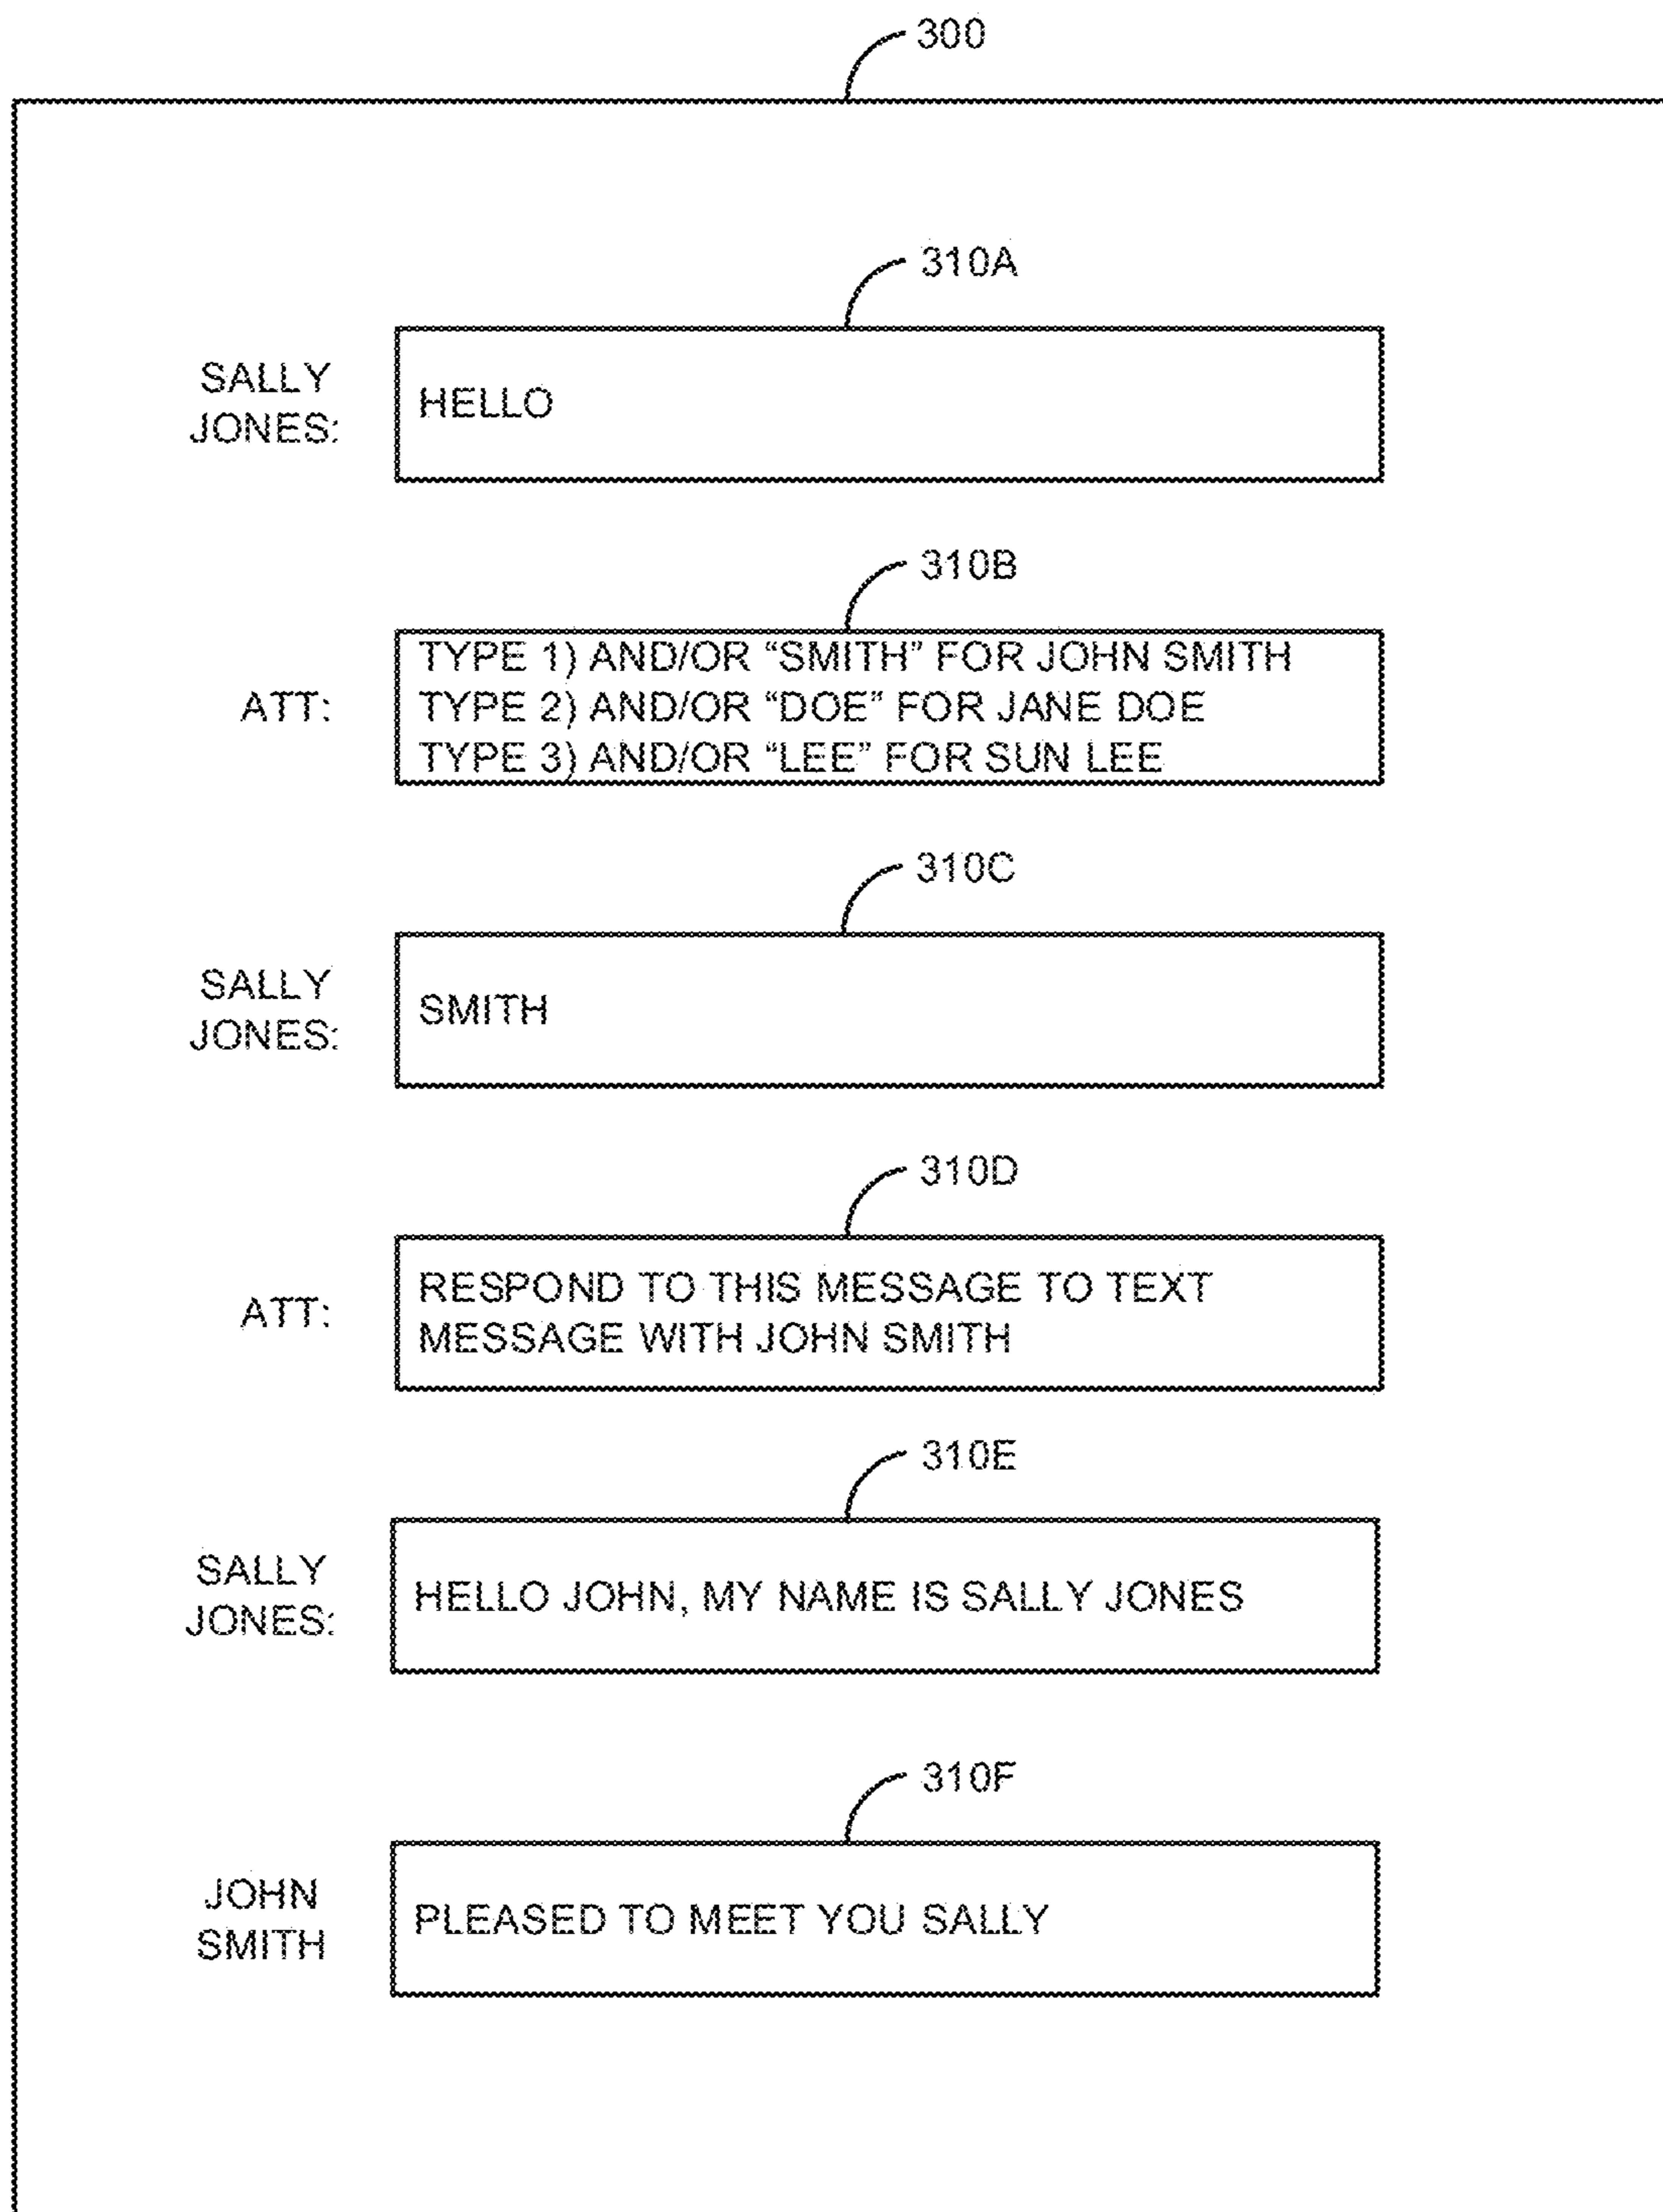 300
310A
SALLY
JONES:
HELLO
310B
ATT:
TYPE 1) AND/OR “SMITH” FOR JOHN SMITH
TYPE 2) AND/OR “DOE” FOR JANE DOE
TYPE 3) AND/OR “LEE” FOR SUN LEE
310C
SALLY
JONES:
SMITH
310D
ATT:
RESPOND TO THIS MESSAGE TO TEXT
MESSAGE WITH JOHN SMITH
310E
SALLY
JONES:
HELLO JOHN, MY NAME IS SALLY JONES
310F
JOHN
SMITH
PLEASED TO MEET YOU SALLY